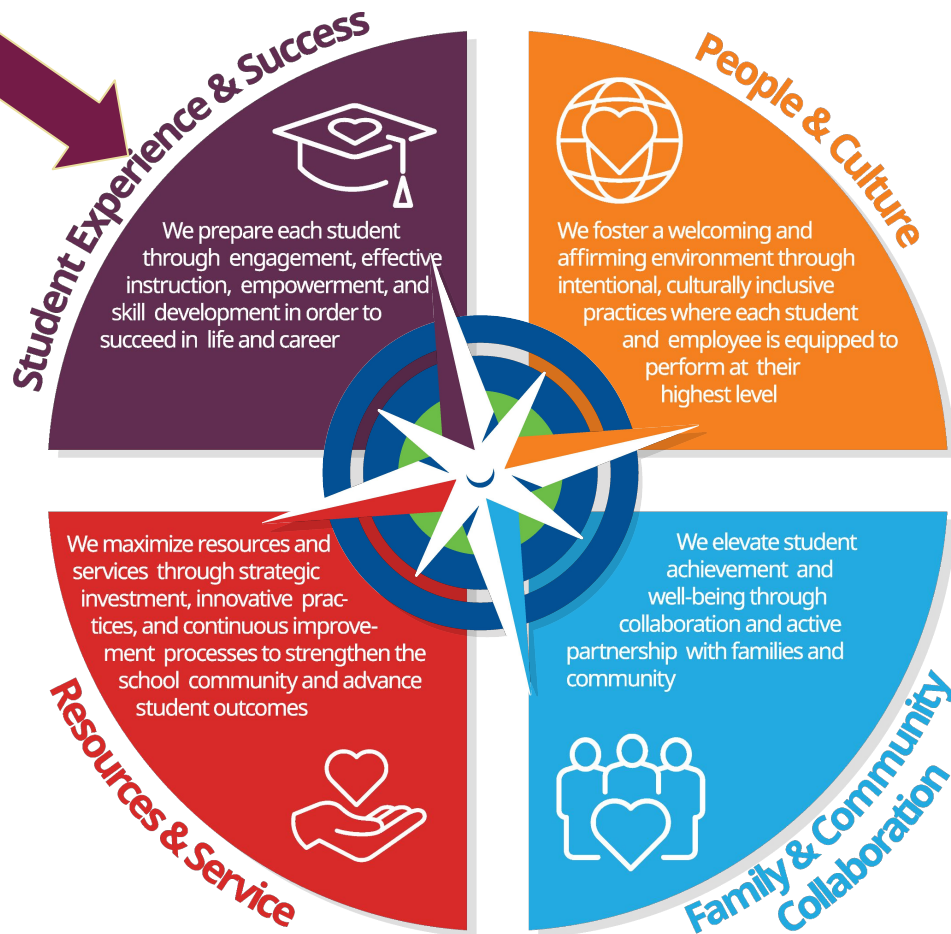 Student Experience & Success
We prepare each student
through engagement, effective
instruction, empowerment, and
skill development in order to
succeed in life and career
People & Culture
We foster a welcoming and
affirming environment through
intentional, culturally inclusive
practices where each student
and employee is equipped to
perform at their
highest level
We maximize resources and
services through strategic
investment, innovative prac-
tices, and continuous improve-
ment processes to strengthen the
school community and advance
student outcomes
Resources & Service
We elevate student
achievement and
well-being through
collaboration and active
partnership with families and
community
Family & Community
Collaboration